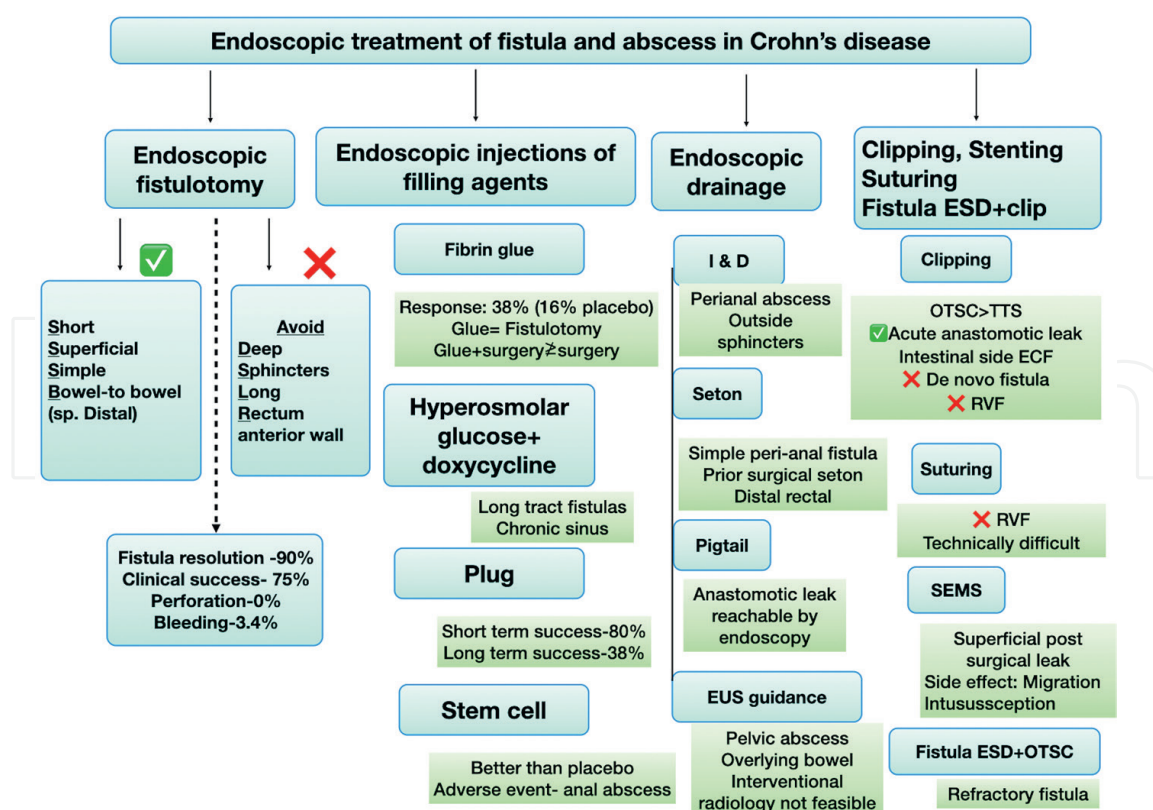 Endoscopic treatment of fistula and abscess in Crohn's disease
Endoscopic
fistulotomy
Short
Superficial
Simple
Bowel-to bowel
(sp. Distal)
Avoid
Deep
Sphincters
Long
Rectum
anterior wall
Fistula resolution -90%
Clinical success- 75%
Perforation-0%
Bleeding-3.4%
Endoscopic injections of
filling agents
Fibrin glue
Response: 38% (16% placebo)
Glue= Fistulotomy
Glue+surgery≱surgery
Hyperosmolar
glucose+
doxycycline
Long tract fistulas
Chronic sinus
Plug
Short term success-80%
Long term success-38%
Stem cell
Better than placebo
Adverse event- anal abscess
Endoscopic
drainage
I & D
Perianal abscess
Outside
sphincters
Seton
Simple peri-anal fistula
Prior surgical seton
Distal rectal
Pigtail
Anastomotic leak
reachable by
endoscopy
EUS guidance
Pelvic abscess
Overlying bowel
Interventional
radiology not feasible
Clipping, Stenting
Suturing
Fistula ESD+clip
Clipping
OTSC>TTS
✅Acute anastomotic leak
Intestinal side ECF
❌ De novo fistula
❌ RVF
Suturing
❌ RVF
Technically difficult
SEMS
Superficial post
surgical leak
Side effect: Migration
Intusussception
Fistula ESD+OTSC
Refractory fistula